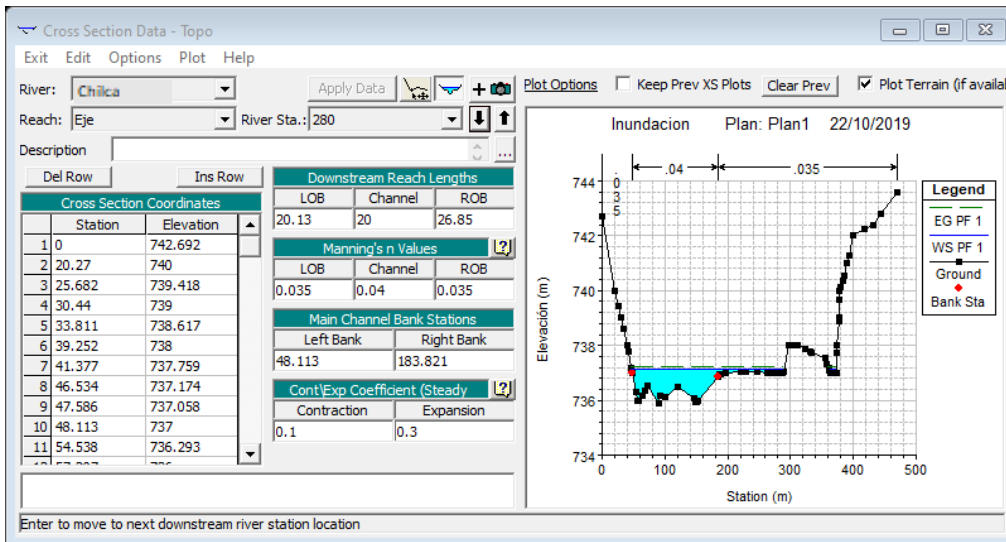 Cross Section Data - Topo
Exit Edit Options Plot Help
River: Chilca Apply Data Plot Options Keep Prev XS Plots Clear Prev Plot Terrain (if availal
Reach: Eje River Sta.: 280
Description ...
Del Row Ins Row
Cross Section Coordinates
Station Elevation
1 0 742.692
2 20.27 740
3 25.682 739.418
4 30.44 739
5 33.811 738.617
6 39.252 738
7 41.377 737.759
8 46.534 737.174
9 47.586 737.058
10 48.113 737
11 54.538 736.293
Downstream Reach Lengths
LOB Channel ROB
20.13 20 26.85
Manning's n Values
LOB Channel ROB
0.035 0.04 0.035
Main Channel Bank Stations
Left Bank Right Bank
48.113 183.821
Cont\Exp Coefficient (Steady
Contraction Expansion
0.1 0.3
Inundacion Plan: Plan1 22/10/2019
.035 .04 .035
744
742
740
738
736
734
Elevación (m)
0 100 200 300 400 500
Station (m)
Legend
EG PF 1
WS PF 1
Ground
Bank Sta
Enter to move to next downstream river station location